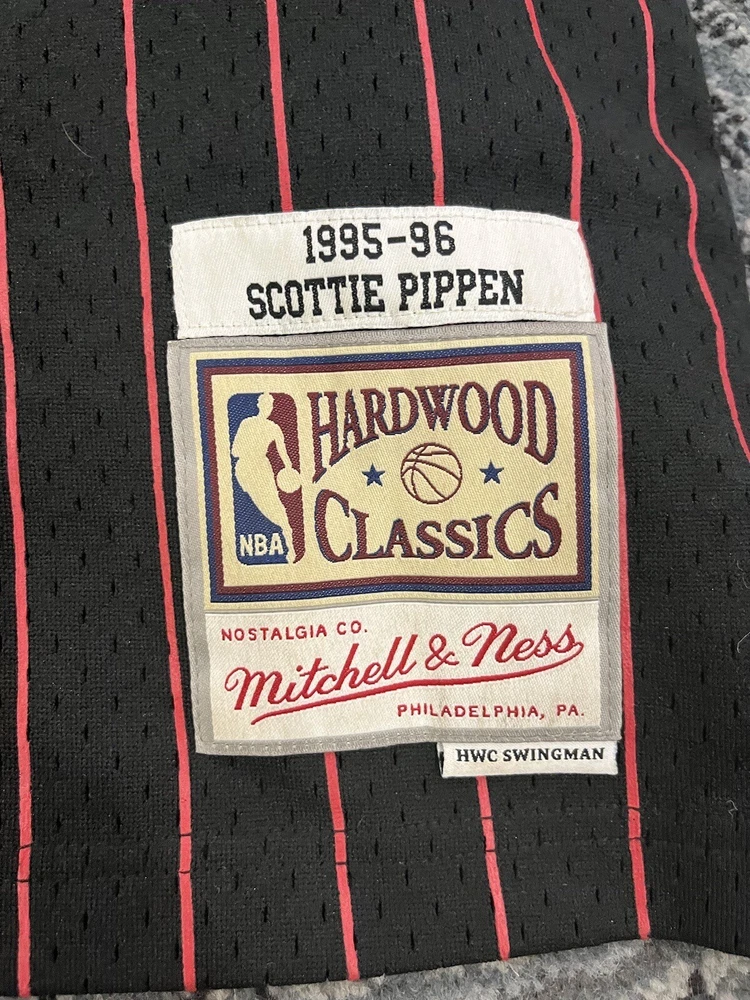 1995-96
SCOTTIE PIPPEN
HARDWOOD
CLASSICS
NBA
NOSTALGIA CO.
Mitchell & Ness
PHILADELPHIA, PA.
HWC SWINGMAN